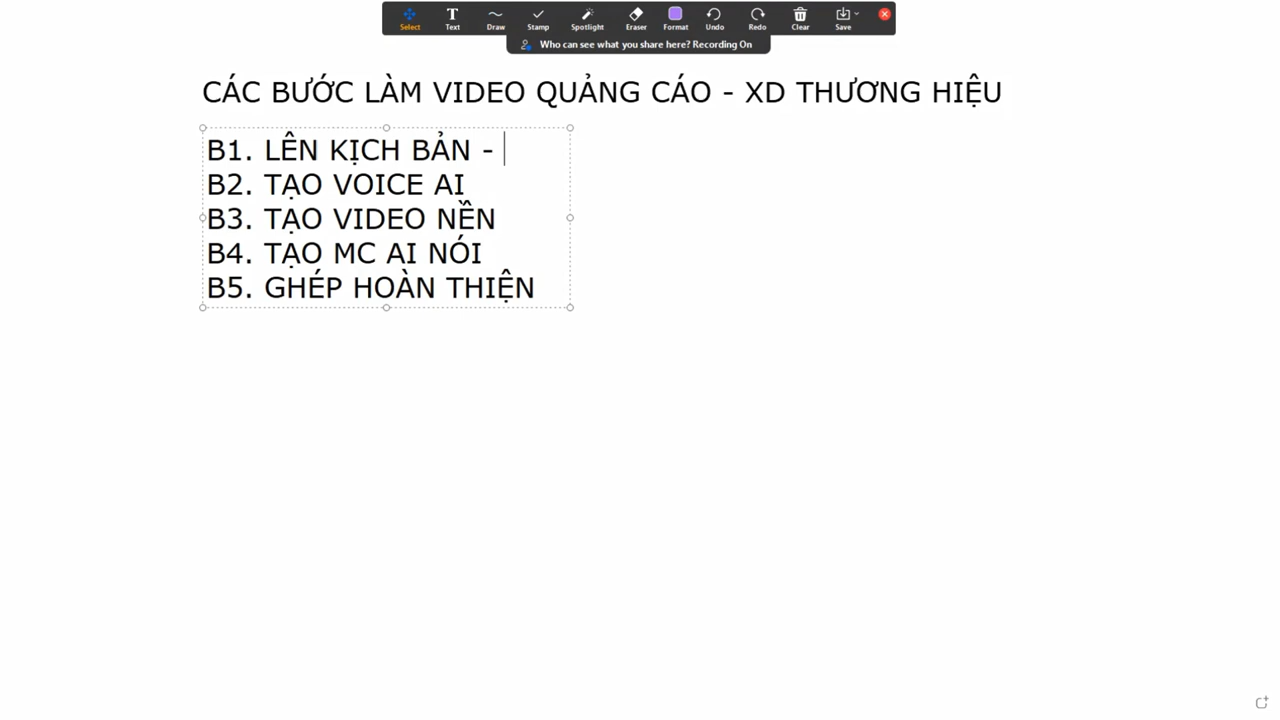 Select Text Draw Stamp Spotlight Eraser Format Undo Redo Clear Save
Who can see what you share here? Recording On
CÁC BƯỚC LÀM VIDEO QUẢNG CÁO - XD THƯƠNG HIỆU
B1. LÊN KỊCH BẢN -
B2. TẠO VOICE AI
B3. TẠO VIDEO NỀN
B4. TẠO MC AI NÓI
B5. GHÉP HOÀN THIỆN